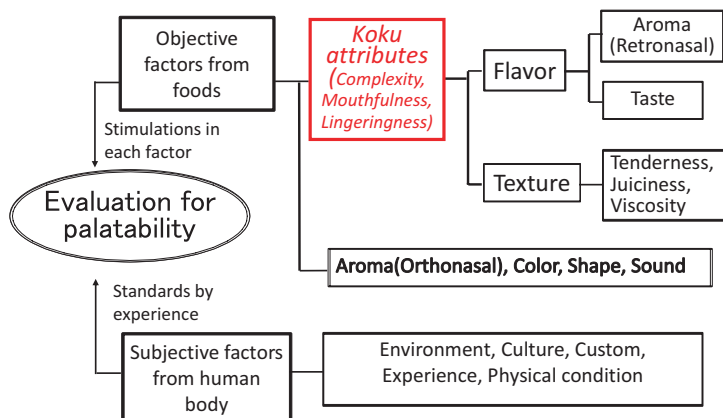 Objective
factors from
foods
Koku
attributes
(Complexity,
Mouthfulness,
Lingeringness)
Flavor
Aroma
(Retronasal)
Taste
Texture
Tenderness,
Juiciness,
Viscosity
Stimulations in
each factor
Evaluation for
palatability
Aroma(Orthonasal), Color, Shape, Sound
Standards by
experience
Subjective factors
from human
body
Environment, Culture, Custom,
Experience, Physical condition